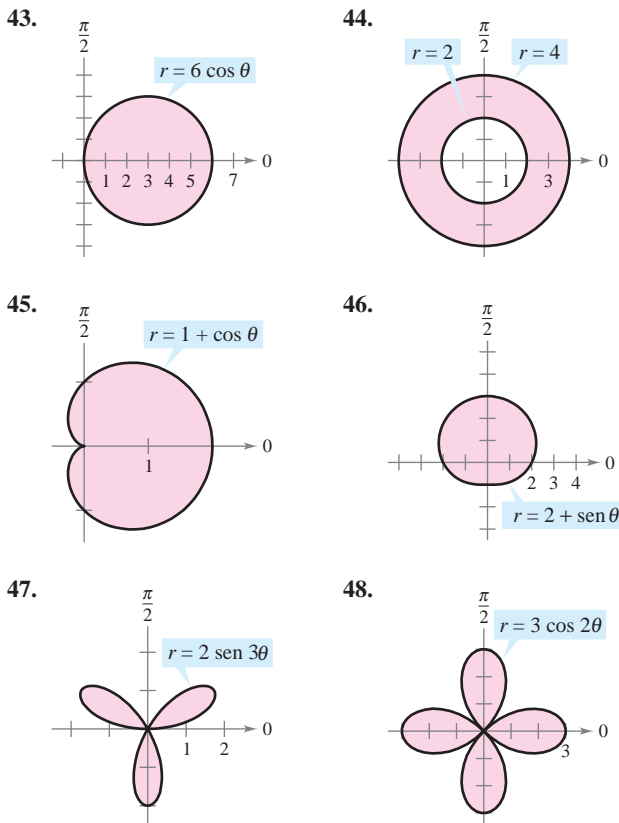 43.
π/2
r = 6 cos θ
0
1 2 3 4 5 7
44.
π/2
r = 2
r = 4
0
1 3
45.
π/2
r = 1 + cos θ
0
1
46.
π/2
0
2 3 4
r = 2 + sen θ
47.
π/2
r = 2 sen 3θ
0
1 2
48.
π/2
r = 3 cos 2θ
0
3